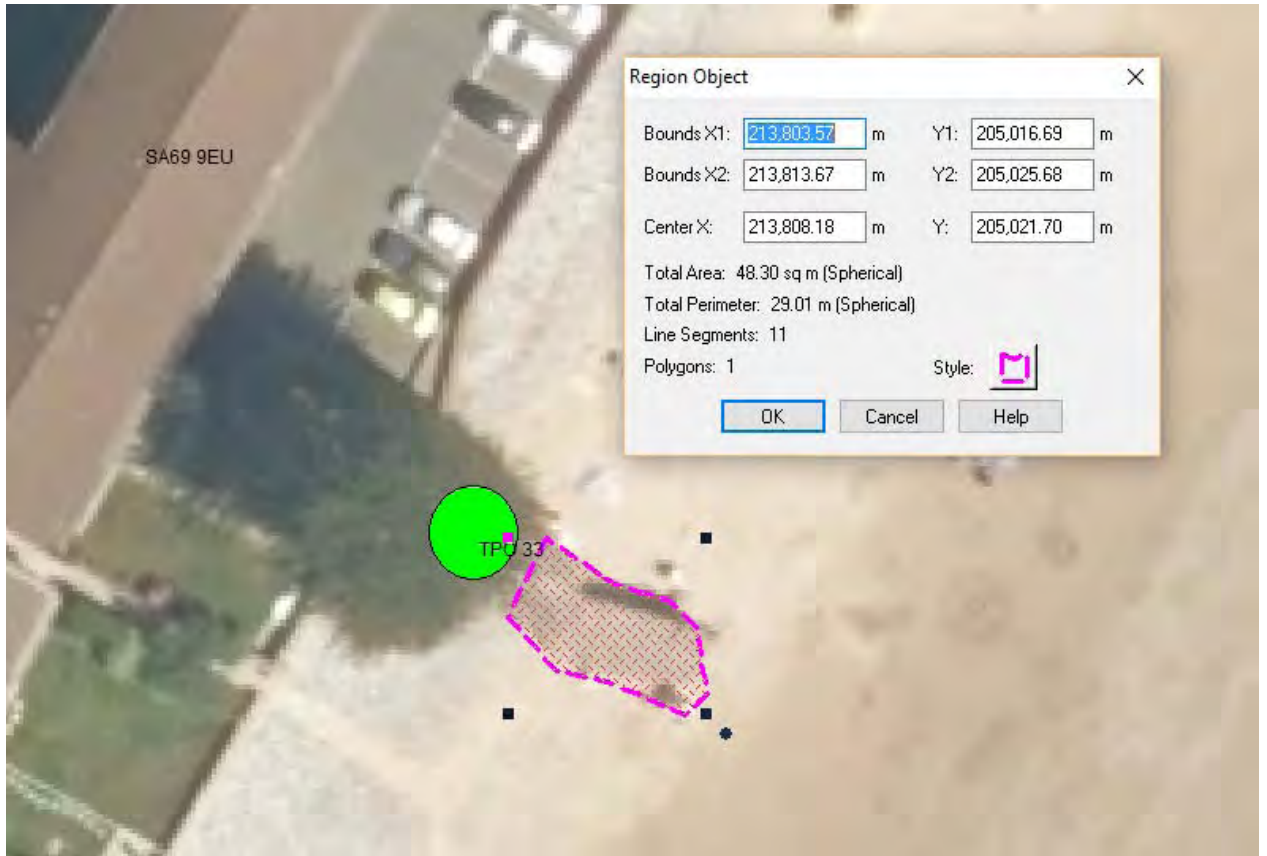 SA69 9EU
TPO 33
Region Object
Bounds X1: 213,803.57 m Y1: 205,016.69 m
Bounds X2: 213,813.67 m Y2: 205,025.68 m
Center X: 213,808.18 m Y: 205,021.70 m
Total Area: 48.30 sq m (Spherical)
Total Perimeter: 29.01 m (Spherical)
Line Segments: 11
Polygons: 1 Style:
OK Cancel Help